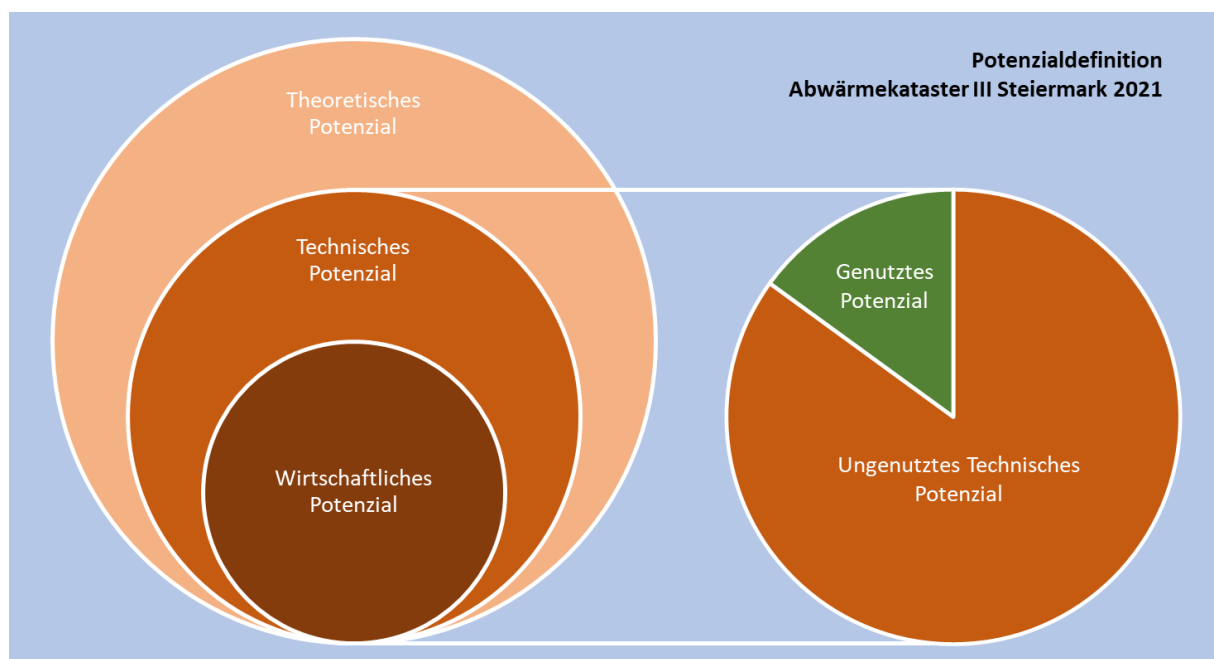 Potenzialdefinition
Abwärmekataster III Steiermark 2021
Theoretisches
Potenzial
Technisches
Potenzial
Wirtschaftliches
Potenzial
Genutztes
Potenzial
Ungenutztes Technisches
Potenzial